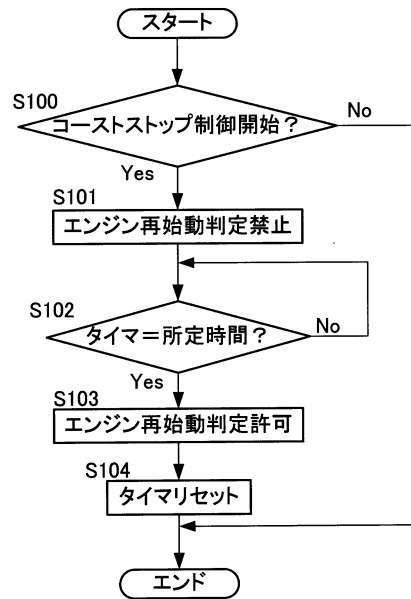 スタート
S100
コーストストップ制御開始?
No
Yes
S101
エンジン再始動判定禁止
S102
タイマ=所定時間?
No
Yes
S103
エンジン再始動判定許可
S104
タイマリセット
エンド